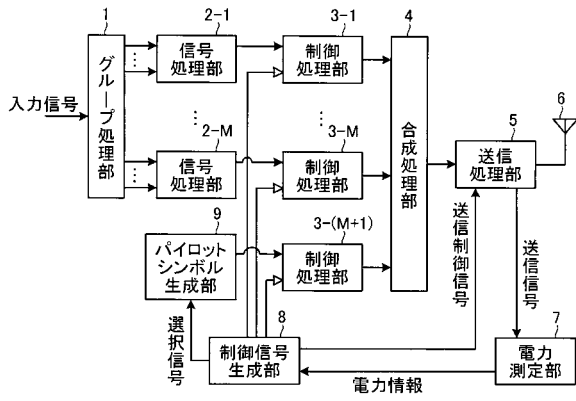 1
グループ処理部
入力信号
2-1
信号
処理部
3-1
制御
処理部
4
合成処理部
2-M
信号
処理部
3-M
制御
処理部
5
送信
処理部
6
9
パイロット
シンボル
生成部
3-(M+1)
制御
処理部
選択信号
8
制御信号
生成部
送信制御信号
送信信号
7
電力
測定部
電力情報